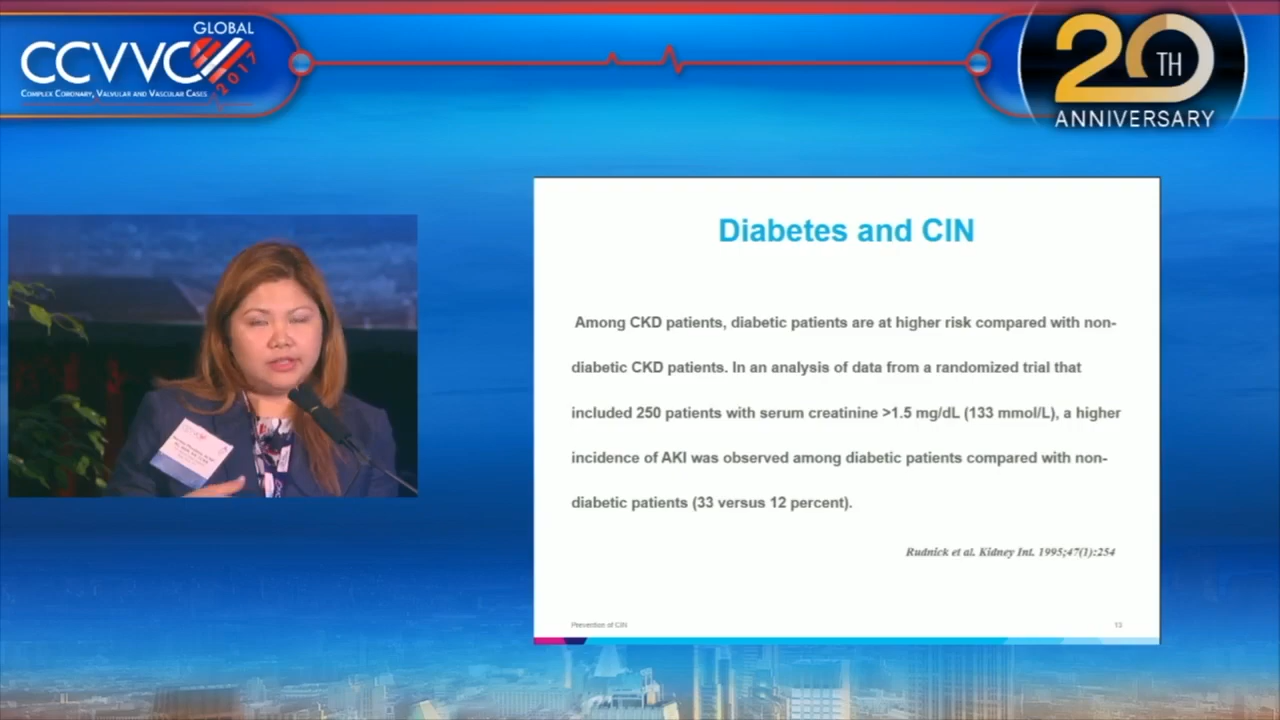 GLOBAL
CCVVC
2017
COMPLEX CORONARY, VALVULAR AND VASCULAR CASES
20TH
ANNIVERSARY
Diabetes and CIN
Among CKD patients, diabetic patients are at higher risk compared with non-
diabetic CKD patients. In an analysis of data from a randomized trial that
included 250 patients with serum creatinine >1.5 mg/dL (133 mmol/L), a higher
incidence of AKI was observed among diabetic patients compared with non-
diabetic patients (33 versus 12 percent).
Rudnick et al. Kidney Int. 1995;47(1):254
Prevention of CIN
13